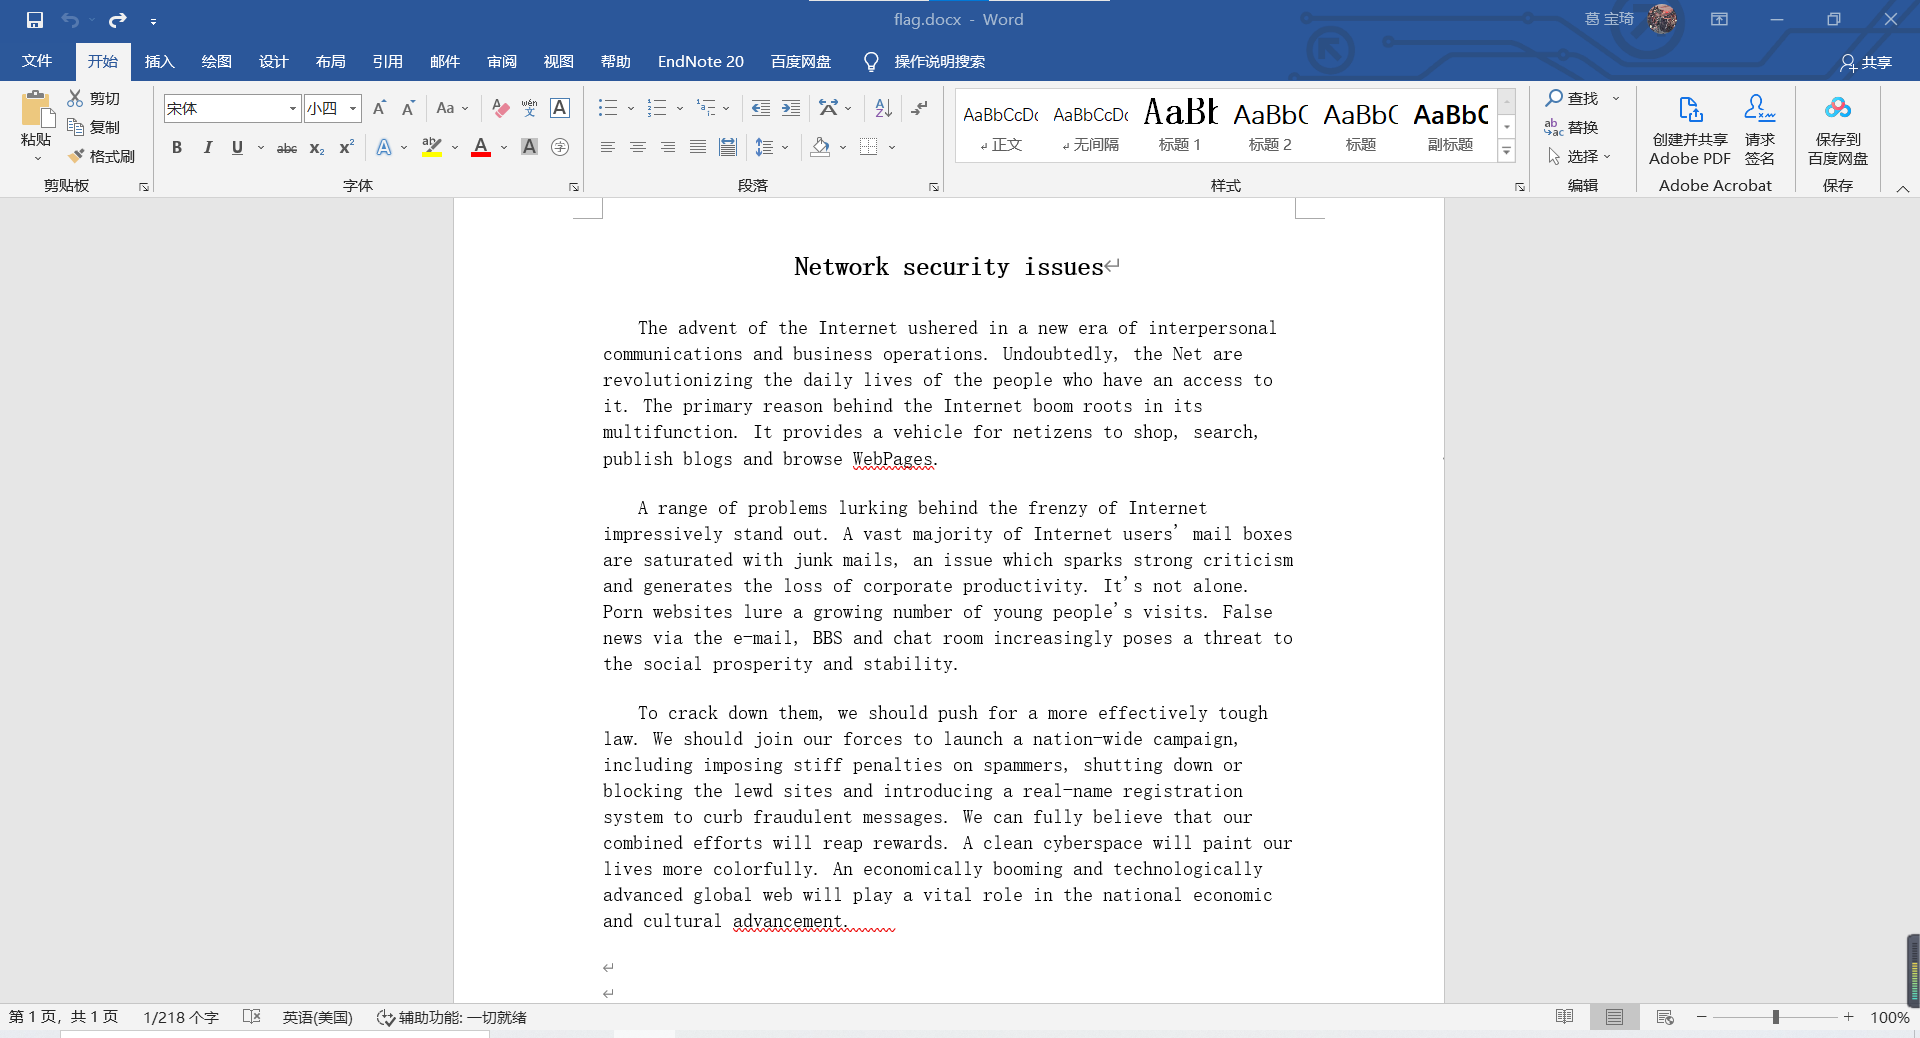 flag.docx - Word
葛 宝琦
文件 开始 插入 绘图 设计 布局 引用 邮件 审阅 视图 帮助 EndNote 20 百度网盘 操作说明搜索 共享
粘贴
剪切
复制
格式刷
剪贴板
宋体 小四
字体
段落
AaBbCcDc AaBbCcDc AaBb AaBbC AaBbC AaBbC
正文 无间隔 标题 1 标题 2 标题 副标题
样式
查找
替换
选择
编辑
创建并共享
Adobe PDF
请求
签名
Adobe Acrobat
保存到
百度网盘
保存
Network security issues
The advent of the Internet ushered in a new era of interpersonal
communications and business operations. Undoubtedly, the Net are
revolutionizing the daily lives of the people who have an access to
it. The primary reason behind the Internet boom roots in its
multifunction. It provides a vehicle for netizens to shop, search,
publish blogs and browse WebPages.
A range of problems lurking behind the frenzy of Internet
impressively stand out. A vast majority of Internet users' mail boxes
are saturated with junk mails, an issue which sparks strong criticism
and generates the loss of corporate productivity. It's not alone.
Porn websites lure a growing number of young people's visits. False
news via the e-mail, BBS and chat room increasingly poses a threat to
the social prosperity and stability.
To crack down them, we should push for a more effectively tough
law. We should join our forces to launch a nation-wide campaign,
including imposing stiff penalties on spammers, shutting down or
blocking the lewd sites and introducing a real-name registration
system to curb fraudulent messages. We can fully believe that our
combined efforts will reap rewards. A clean cyberspace will paint our
lives more colorfully. An economically booming and technologically
advanced global web will play a vital role in the national economic
and cultural advancement.
第 1 页，共 1 页 1/218 个字 英语(美国) 辅助功能: 一切就绪 100%